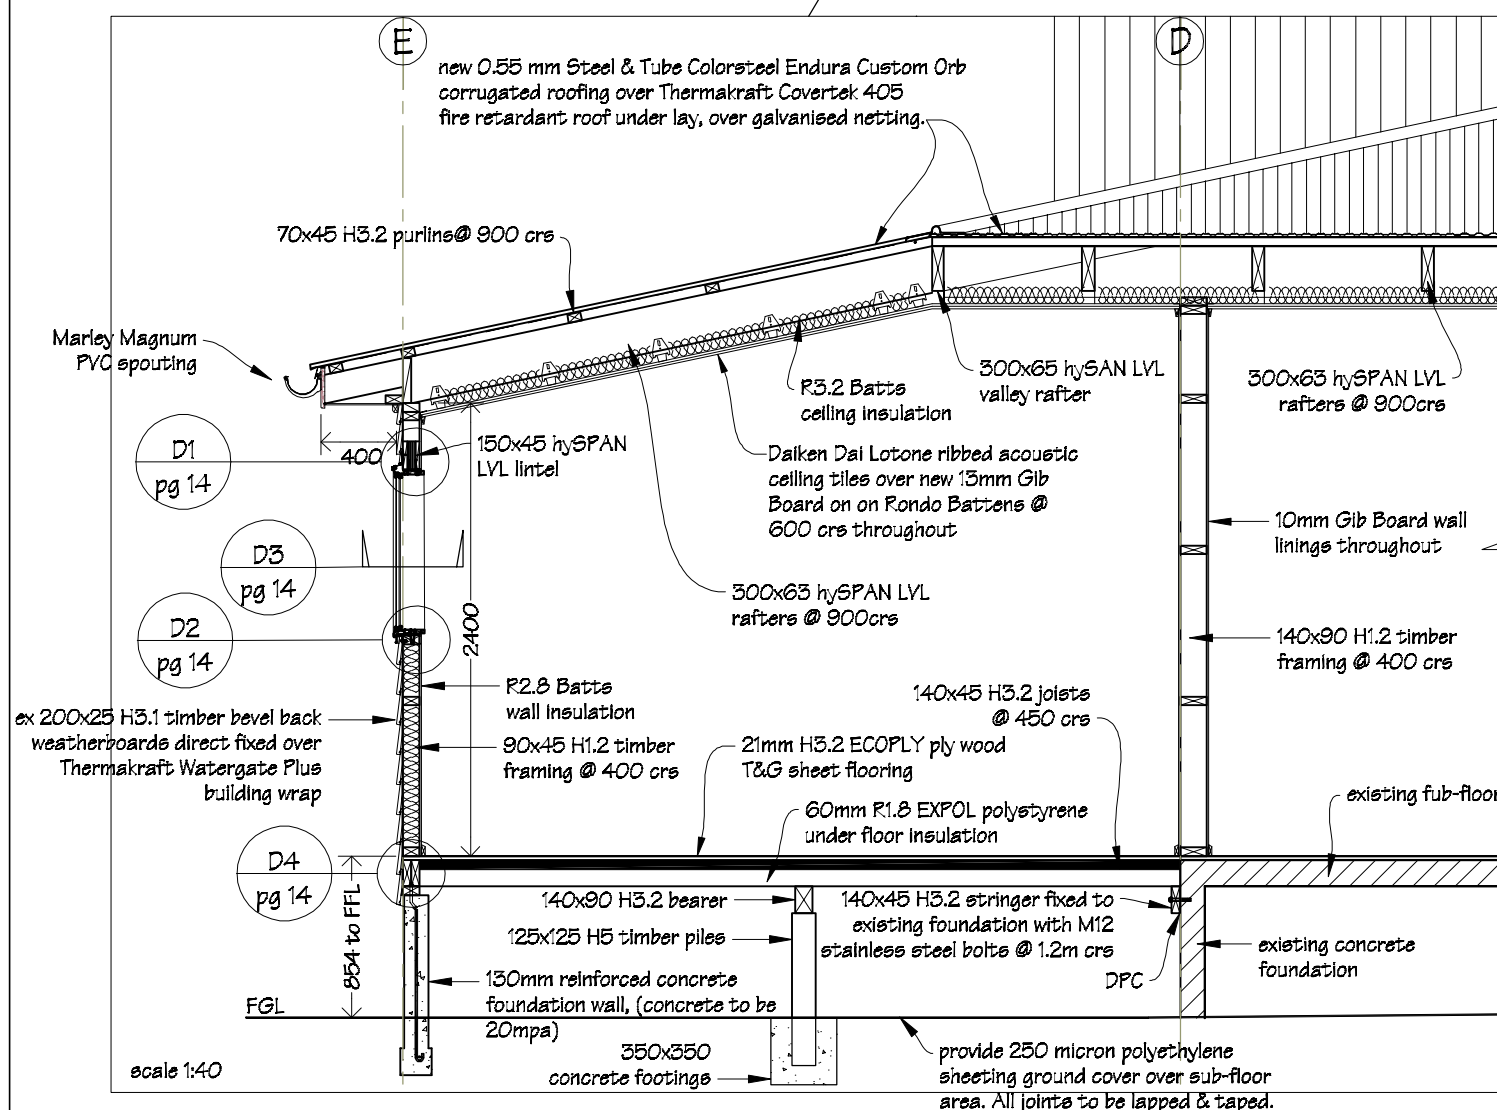 E
D
new 0.55 mm Steel & Tube Colorsteel Endura Custom Orb
corrugated roofing over Thermakraft Covertek 405
fire retardant roof under lay, over galvanised netting.
70x45 H3.2 purlins@ 900 crs
Marley Magnum
PVC spouting
300x65 hySAN LVL
valley rafter
300x63 hySPAN LVL
rafters @ 900crs
R3.2 Batts
ceiling insulation
D1
pg 14
400
150x45 hySPAN
LVL lintel
Daiken Dai Lotone ribbed acoustic
ceiling tiles over new 13mm Gib
Board on on Rondo Battens @
600 crs throughout
10mm Gib Board wall
linings throughout
D3
pg 14
300x63 hySPAN LVL
rafters @ 900crs
D2
pg 14
2400
140x90 H1.2 timber
framing @ 400 crs
R2.8 Batts
wall insulation
140x45 H3.2 joists
@ 450 crs
ex 200x25 H3.1 timber bevel back
weatherboards direct fixed over
Thermakraft Watergate Plus
building wrap
90x45 H1.2 timber
framing @ 400 crs
21mm H3.2 ECOPLY ply wood
T&G sheet flooring
existing fub-floor
60mm R1.8 EXPOL polystyrene
under floor insulation
D4
pg 14
854 to FFL
140x90 H3.2 bearer
140x45 H3.2 stringer fixed to
existing foundation with M12
stainless steel bolts @ 1.2m crs
125x125 H5 timber piles
existing concrete
foundation
DPC
130mm reinforced concrete
foundation wall, (concrete to be
20mpa)
FGL
350x350
concrete footings
provide 250 micron polyethylene
sheeting ground cover over sub-floor
area. All joints to be lapped & taped.
scale 1:40